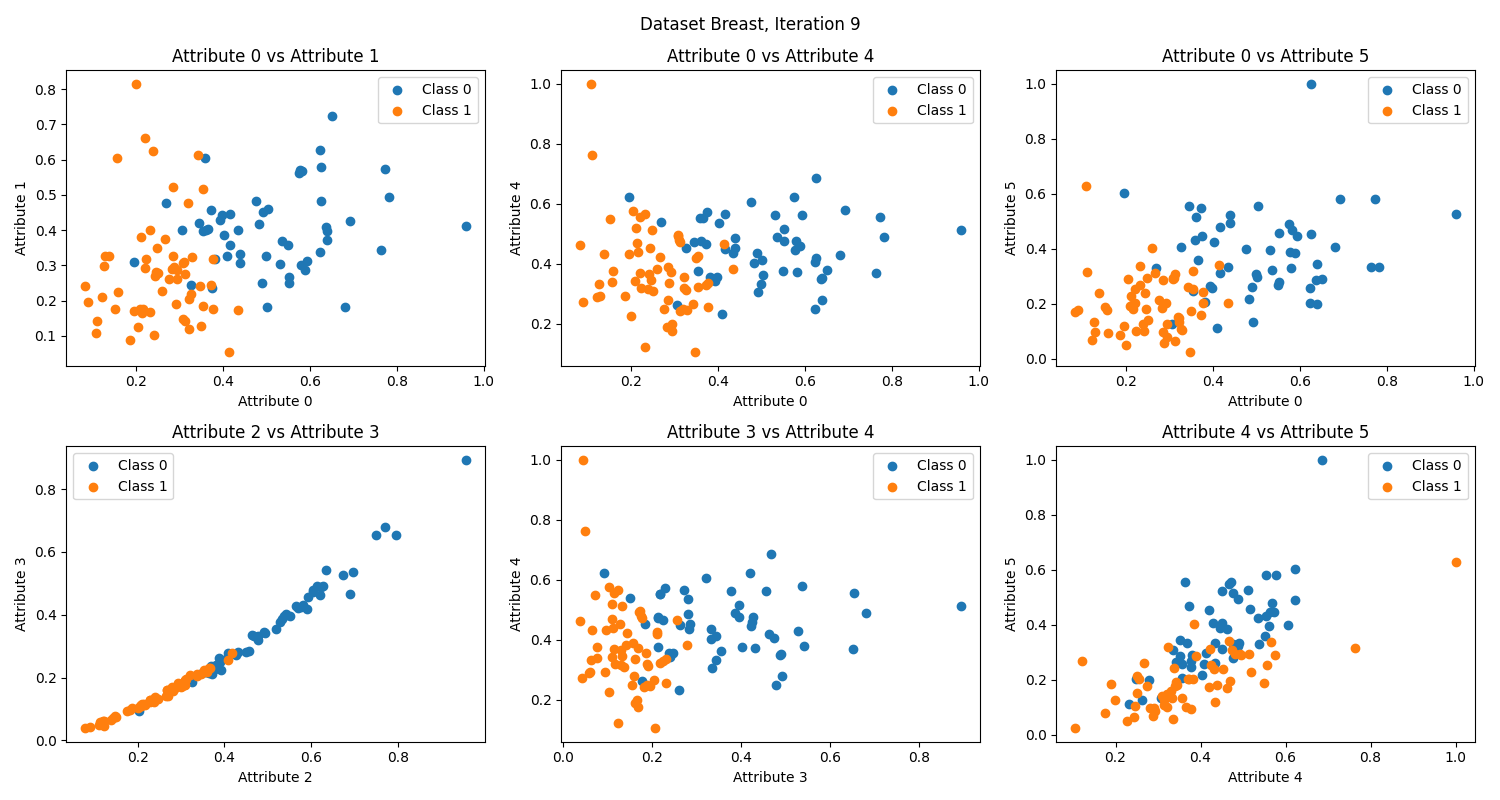 Dataset Breast, Iteration 9
Attribute 0 vs Attribute 1
Class 0
Class 1
0.8
0.7
0.6
0.5
0.4
0.3
0.2
0.1
Attribute 1
0.2
0.4
0.6
0.8
1.0
Attribute 0
Attribute 0 vs Attribute 4
Class 0
Class 1
1.0
0.8
0.6
0.4
0.2
Attribute 4
0.2
0.4
0.6
0.8
1.0
Attribute 0
Attribute 0 vs Attribute 5
Class 0
Class 1
1.0
0.8
0.6
0.4
0.2
0.0
Attribute 5
0.2
0.4
0.6
0.8
1.0
Attribute 0
Attribute 2 vs Attribute 3
Class 0
Class 1
0.8
0.6
0.4
0.2
0.0
Attribute 3
0.2
0.4
0.6
0.8
Attribute 2
Attribute 3 vs Attribute 4
Class 0
Class 1
1.0
0.8
0.6
0.4
0.2
Attribute 4
0.0
0.2
0.4
0.6
0.8
Attribute 3
Attribute 4 vs Attribute 5
Class 0
Class 1
1.0
0.8
0.6
0.4
0.2
0.0
Attribute 5
0.2
0.4
0.6
0.8
1.0
Attribute 4